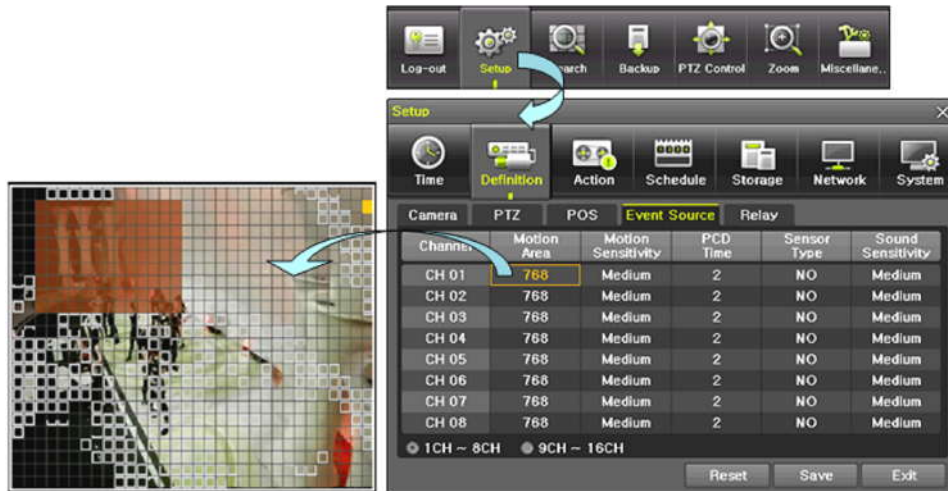 Log-out Setup Search Backup PTZ Control Zoom Miscellane..
Setup
Time Definition Action Schedule Storage Network System
Camera PTZ POS Event Source Relay
Channel Motion Area Motion Sensitivity PCD Time Sensor Type Sound Sensitivity
CH 01 768 Medium 2 NO Medium
CH 02 768 Medium 2 NO Medium
CH 03 768 Medium 2 NO Medium
CH 04 768 Medium 2 NO Medium
CH 05 768 Medium 2 NO Medium
CH 06 768 Medium 2 NO Medium
CH 07 768 Medium 2 NO Medium
CH 08 768 Medium 2 NO Medium
1CH ~ 8CH 9CH ~ 16CH
Reset Save Exit